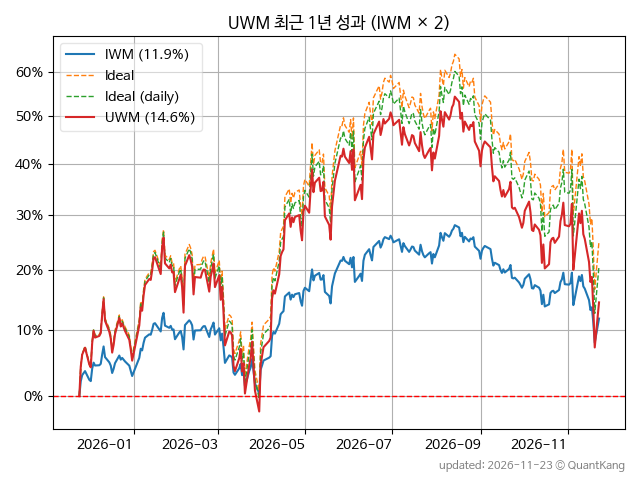 UWM 최근 1년 성과 (IWM × 2)
IWM (11.9%)
Ideal
Ideal (daily)
UWM (14.6%)
60%
50%
40%
30%
20%
10%
0%
2026-01
2026-03
2026-05
2026-07
2026-09
2026-11
updated: 2026-11-23 © QuantKang